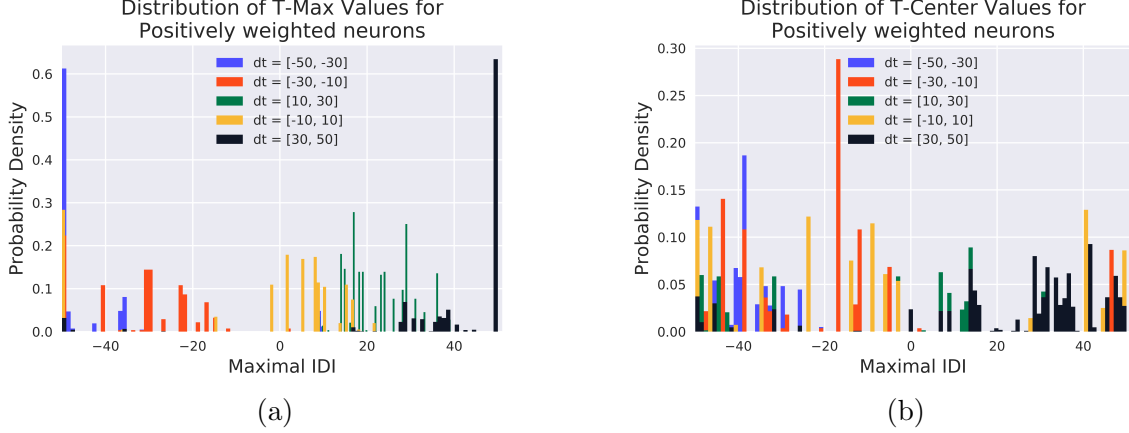 Distribution of T-Max Values for
Positively weighted neurons
Probability Density
0.6
0.5
0.4
0.3
0.2
0.1
0.0
dt = [-50, -30]
dt = [-30, -10]
dt = [10, 30]
dt = [-10, 10]
dt = [30, 50]
−40 −20 0 20 40
Maximal IDI
(a)
Distribution of T-Center Values for
Positively weighted neurons
Probability Density
0.30
0.25
0.20
0.15
0.10
0.05
0.00
dt = [-50, -30]
dt = [-30, -10]
dt = [10, 30]
dt = [-10, 10]
dt = [30, 50]
−40 −20 0 20 40
Maximal IDI
(b)